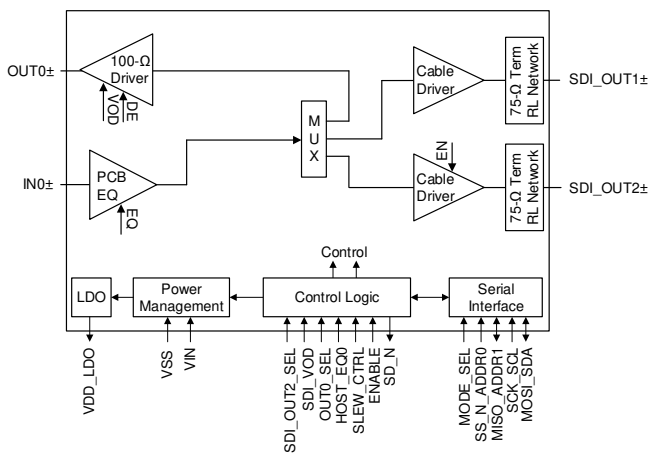 100-Ω
Driver
OUT0±
VOD
DE
PCB
EQ
IN0±
EQ
M
U
X
Cable
Driver
75-Ω Term
RL Network
SDI_OUT1±
EN
Cable
Driver
75-Ω Term
RL Network
SDI_OUT2±
Control
LDO
Power
Management
Control Logic
Serial
Interface
VDD_LDO
VSS
VIN
SDI_OUT2_SEL
SDI_VOD
OUT0_SEL
HOST_EQ0
SLEW_CTRL
ENABLE
SD_N
MODE_SEL
SS_N_ADDR0
MISO_ADDR1
SCK_SCL
MOSI_SDA